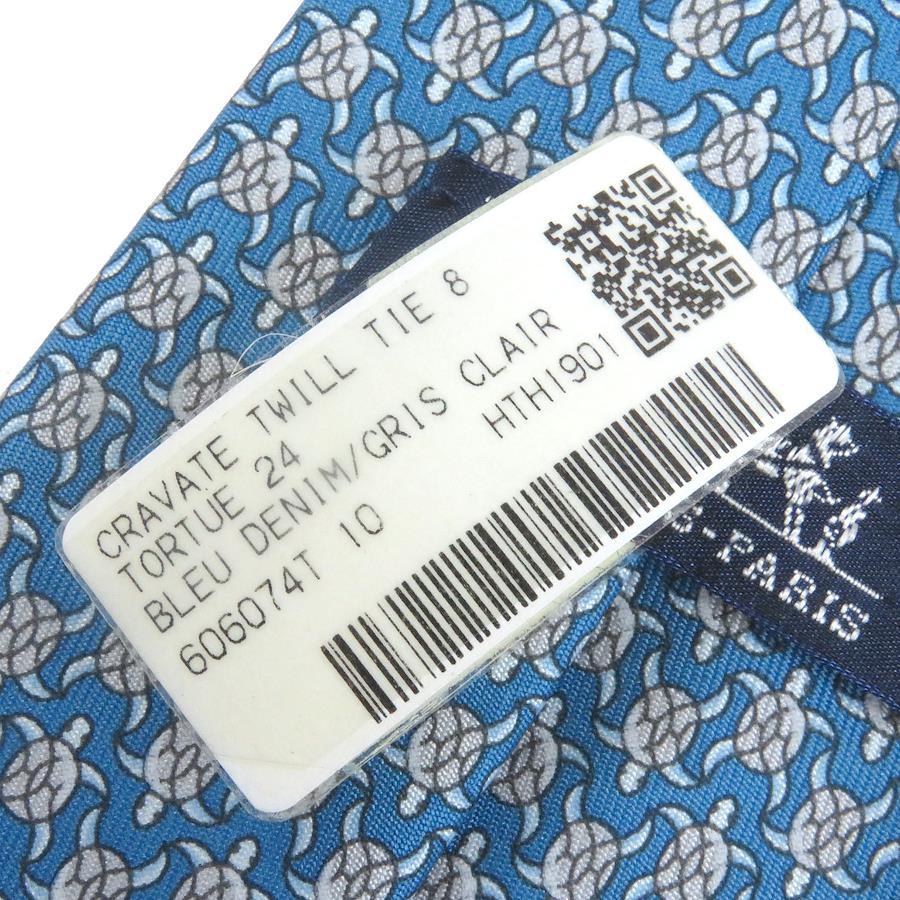 CRAVATE TWILL TIE 8
TORTUE 24
BLEU DENIM/GRIS CLAIR
606074T 10 HTH1901
S-PARIS